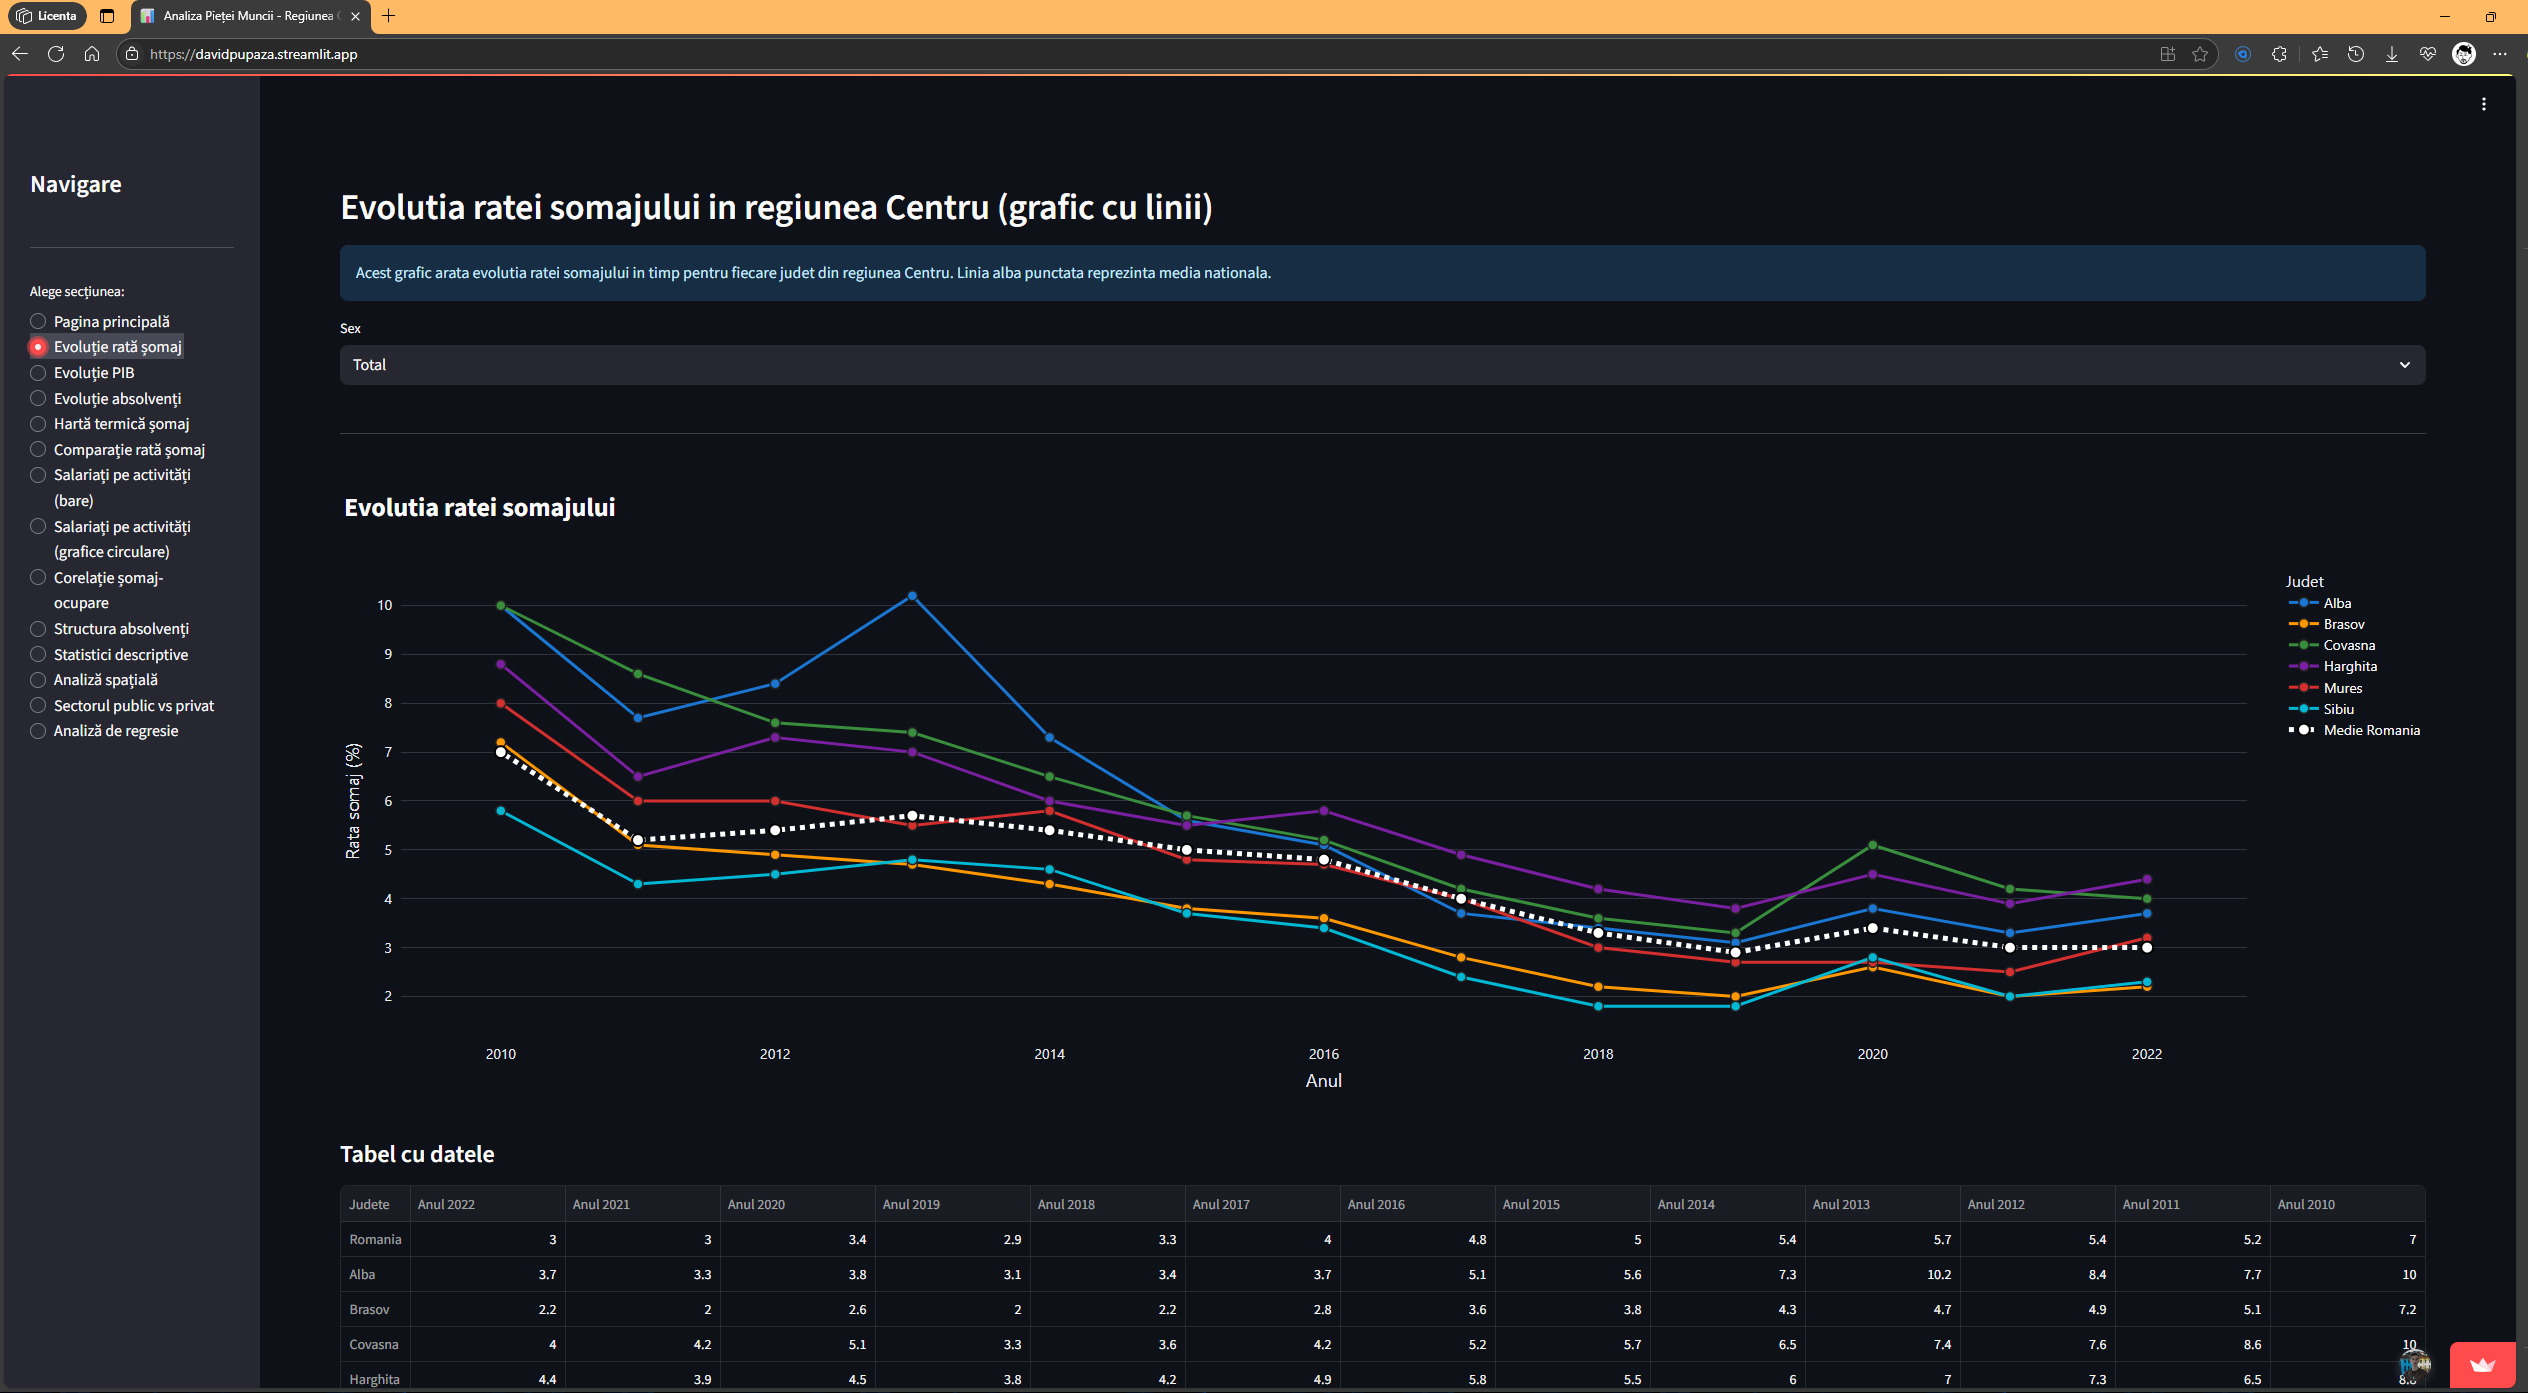 Licenta
Analiza Pieței Muncii - Regiunea
https://davidpupaza.streamlit.app
Navigare
Alege secțiunea:
Pagina principală
Evoluție rată șomaj
Evoluție PIB
Evoluție absolvenți
Hartă termică șomaj
Comparație rată șomaj
Salariați pe activități
(bare)
Salariați pe activități
(grafice circulare)
Corelație șomaj-
ocupare
Structura absolvenți
Statistici descriptive
Analiză spațială
Sectorul public vs privat
Analiză de regresie
Evolutia ratei somajului in regiunea Centru (grafic cu linii)
Acest grafic arata evolutia ratei somajului in timp pentru fiecare judet din regiunea Centru. Linia alba punctata reprezinta media nationala.
Sex
Total
Evolutia ratei somajului
Rata somaj (%)
10
9
8
7
6
5
4
3
2
2010 2012 2014 2016 2018 2020 2022
Anul
Judet
Alba
Brasov
Covasna
Harghita
Mures
Sibiu
Medie Romania
Tabel cu datele
Judete Anul 2022 Anul 2021 Anul 2020 Anul 2019 Anul 2018 Anul 2017 Anul 2016 Anul 2015 Anul 2014 Anul 2013 Anul 2012 Anul 2011 Anul 2010
Romania 3 3 3.4 2.9 3.3 4 4.8 5 5.4 5.7 5.4 5.2 7
Alba 3.7 3.3 3.8 3.1 3.4 3.7 5.1 5.6 7.3 10.2 8.4 7.7 10
Brasov 2.2 2 2.6 2 2.2 2.8 3.6 3.8 4.3 4.7 4.9 5.1 7.2
Covasna 4 4.2 5.1 3.3 3.6 4.2 5.2 5.7 6.5 7.4 7.6 8.6 10
Harghita 4.4 3.9 4.5 3.8 4.2 4.9 5.8 5.5 6 7 7.3 6.5